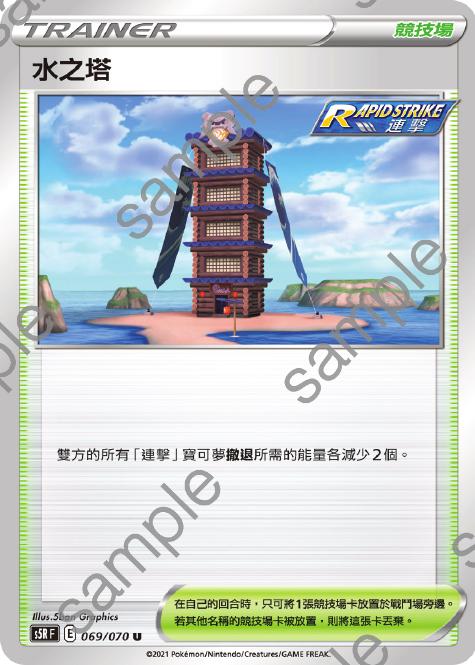 TRAINER
競技場
水之塔
RAPID STRIKE
連擊
雙方的所有「連擊」寶可夢撤退所需的能量各減少2個。
在自己的回合時,只可將1張競技場卡放置於戰鬥場旁邊。
若其他名稱的競技場卡被放置,則將這張卡丟棄。
Illus.5ban Graphics
s5R F E 069/070 U
©2021 Pokémon/Nintendo/Creatures/GAME FREAK.
sample
sample
sample
sample
sample